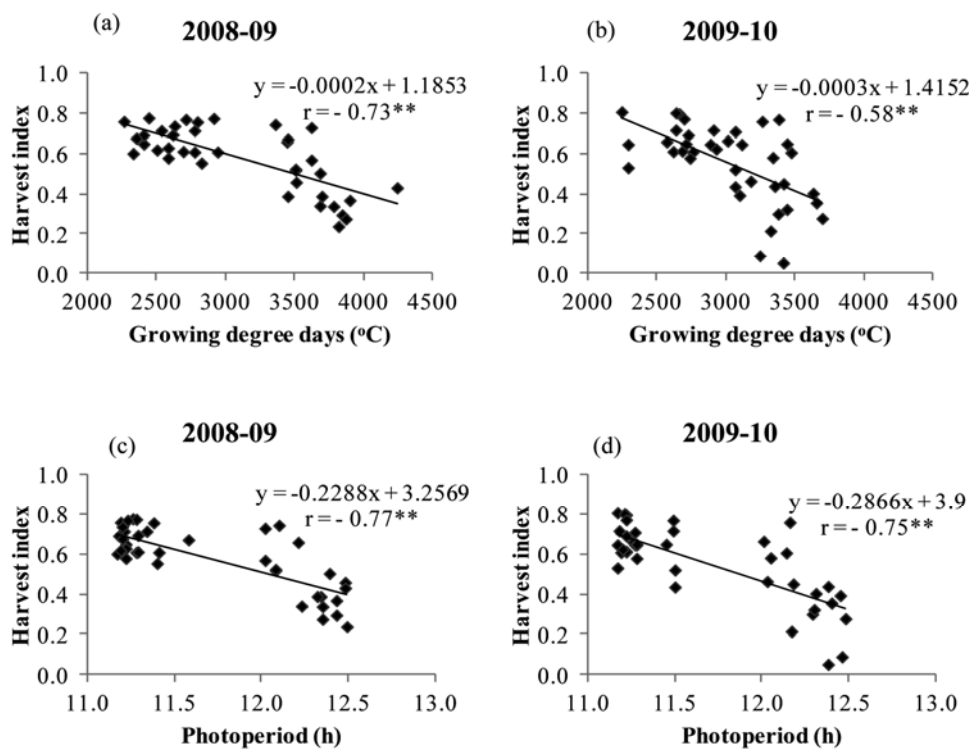 (a) 2008-09
y = -0.0002x + 1.1853
r = - 0.73**
Harvest index
1.0
0.8
0.6
0.4
0.2
0.0
2000 2500 3000 3500 4000 4500
Growing degree days (°C)
(b) 2009-10
y = -0.0003x + 1.4152
r = - 0.58**
Harvest index
1.0
0.8
0.6
0.4
0.2
0.0
2000 2500 3000 3500 4000 4500
Growing degree days (°C)
(c) 2008-09
y = -0.2288x + 3.2569
r = - 0.77**
Harvest index
1.0
0.8
0.6
0.4
0.2
0.0
11.0 11.5 12.0 12.5 13.0
Photoperiod (h)
(d) 2009-10
y = -0.2866x + 3.9
r = - 0.75**
Harvest index
1.0
0.8
0.6
0.4
0.2
0.0
11.0 11.5 12.0 12.5 13.0
Photoperiod (h)